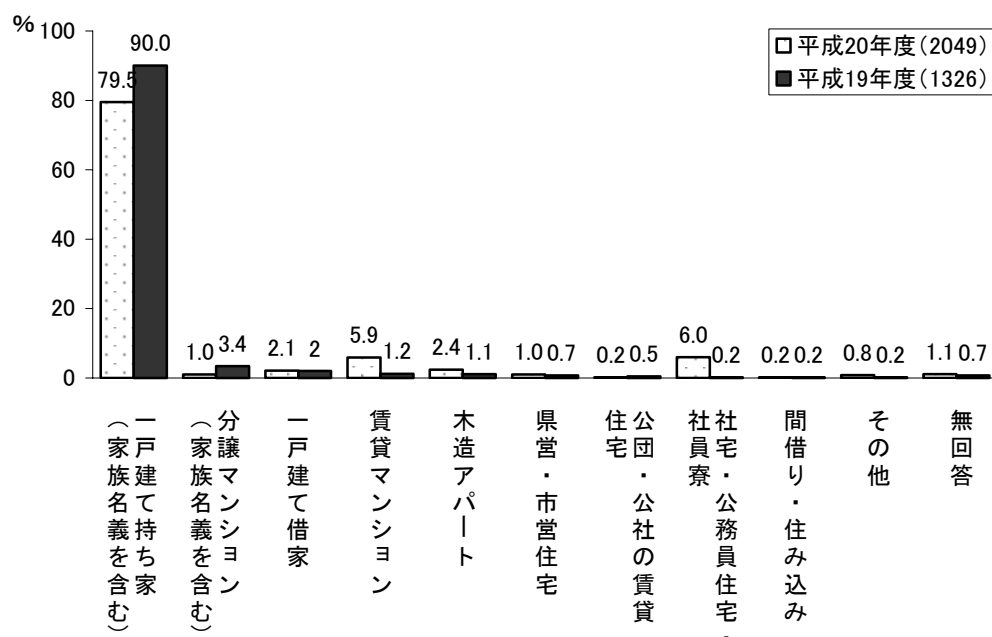 %
100
80
60
40
20
0
平成20年度(2049)
平成19年度(1326)
79.5
90.0
1.0
3.4
2.1
2
5.9
1.2
2.4
1.1
1.0
0.7
0.2
0.5
6.0
0.2
0.2
0.2
0.8
0.2
1.1
0.7
一戸建て持ち家
（家族名義を含む）
分譲マンション
（家族名義を含む）
一戸建て借家
賃貸マンション
木造アパート
県営・市営住宅
公団・公社の賃貸
住宅
社宅・公務員住宅・
社員寮
間借り・住み込み
その他
無回答